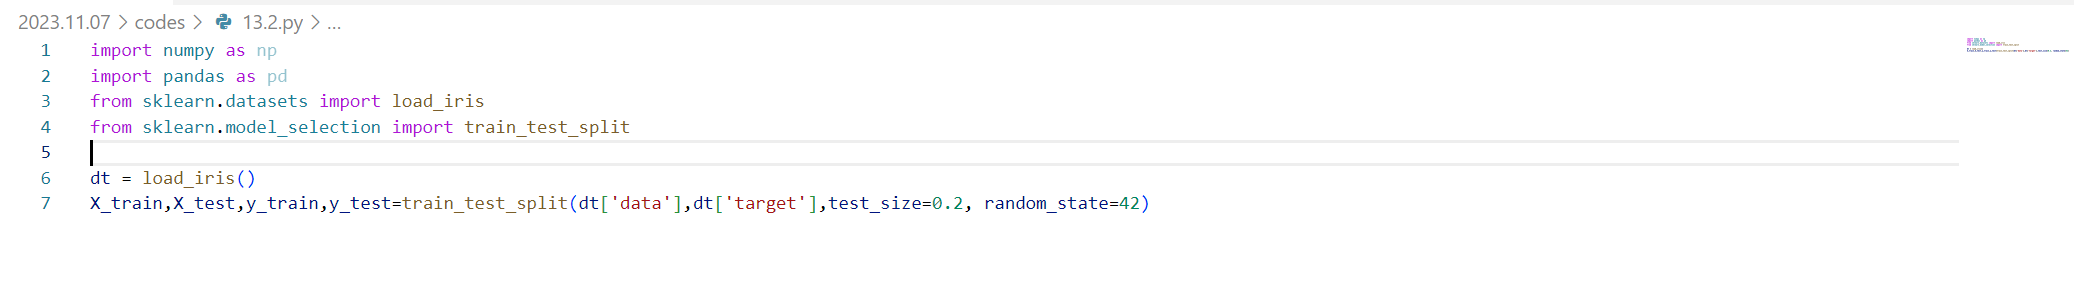 2023.11.07 > codes > 13.2.py > ...
1 import numpy as np
2 import pandas as pd
3 from sklearn.datasets import load_iris
4 from sklearn.model_selection import train_test_split
5
6 dt = load_iris()
7 X_train,X_test,y_train,y_test=train_test_split(dt['data'],dt['target'],test_size=0.2, random_state=42)